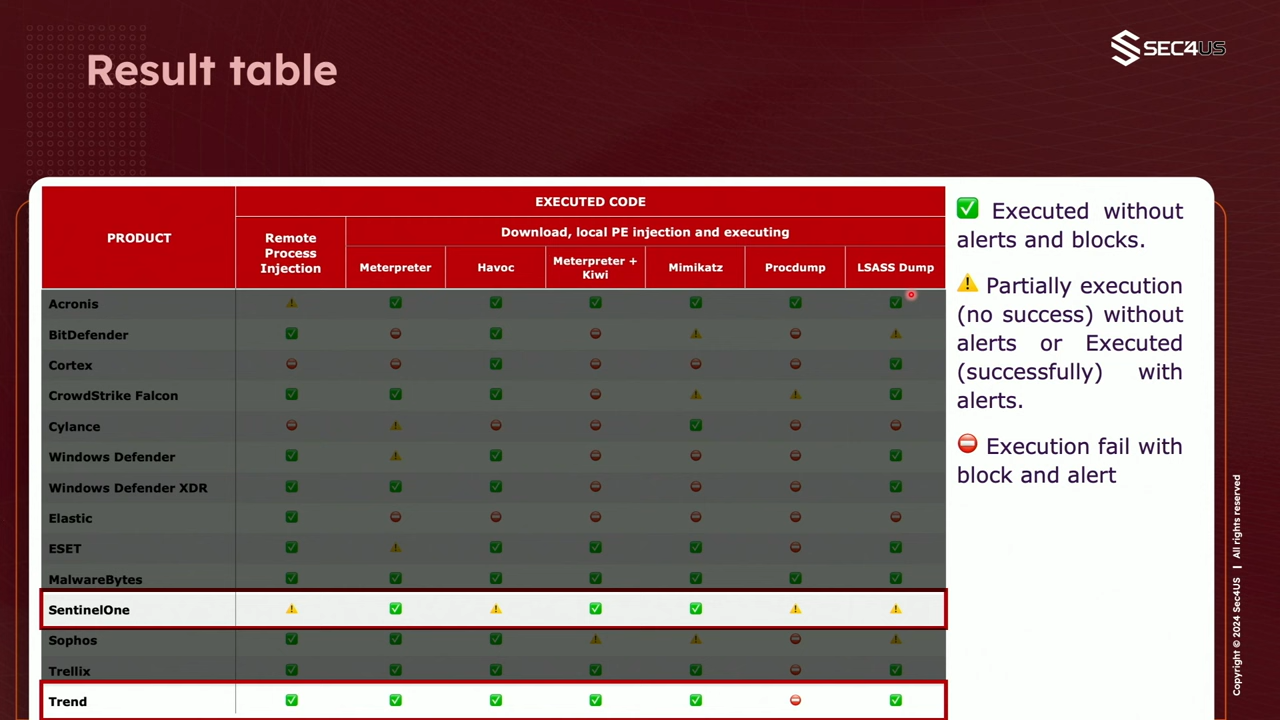 Result table
SEC4US
PRODUCT
EXECUTED CODE
Remote
Process
Injection
Download, local PE injection and executing
Meterpreter
Havoc
Meterpreter +
Kiwi
Mimikatz
Procdump
LSASS Dump
Acronis ⚠️ ✅ ✅ ✅ ✅ ✅ ✅
BitDefender ✅ ⛔ ✅ ⛔ ⚠️ ⛔ ⚠️
Cortex ⛔ ⛔ ✅ ⛔ ⛔ ⛔ ✅
CrowdStrike Falcon ✅ ✅ ✅ ⛔ ⚠️ ⚠️ ✅
Cylance ⛔ ⚠️ ⛔ ⛔ ✅ ⛔ ⛔
Windows Defender ✅ ⚠️ ✅ ⛔ ⛔ ⛔ ✅
Windows Defender XDR ✅ ✅ ✅ ⛔ ⛔ ⛔ ✅
Elastic ✅ ⛔ ⛔ ⛔ ⛔ ⛔ ⛔
ESET ✅ ⚠️ ✅ ✅ ✅ ⛔ ✅
MalwareBytes ✅ ✅ ✅ ✅ ✅ ✅ ✅
SentinelOne ⚠️ ✅ ⚠️ ✅ ✅ ⚠️ ⚠️
Sophos ✅ ✅ ✅ ⚠️ ⚠️ ⛔ ⚠️
Trellix ✅ ✅ ✅ ✅ ✅ ⛔ ✅
Trend ✅ ✅ ✅ ✅ ✅ ⛔ ✅
✅ Executed without
alerts and blocks.
⚠️ Partially execution
(no success) without
alerts or Executed
(successfully) with
alerts.
⛔ Execution fail with
block and alert
Copyright © 2024 Sec4US | All rights reserved